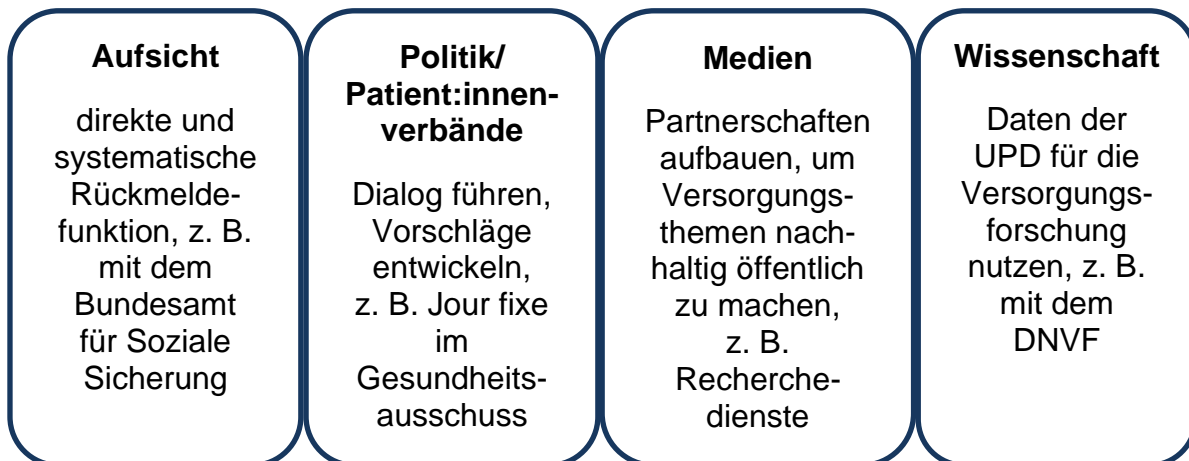 Aufsicht
direkte und
systematische
Rückmelde-
funktion, z. B.
mit dem
Bundesamt
für Soziale
Sicherung
Politik/
Patient:innen-
verbände
Dialog führen,
Vorschläge
entwickeln,
z. B. Jour fixe
im
Gesundheits-
ausschuss
Medien
Partnerschaften
aufbauen, um
Versorgungs-
themen nach-
haltig öffentlich
zu machen,
z. B.
Recherche-
dienste
Wissenschaft
Daten der
UPD für die
Versorgungs-
forschung
nutzen, z. B.
mit dem
DNVF